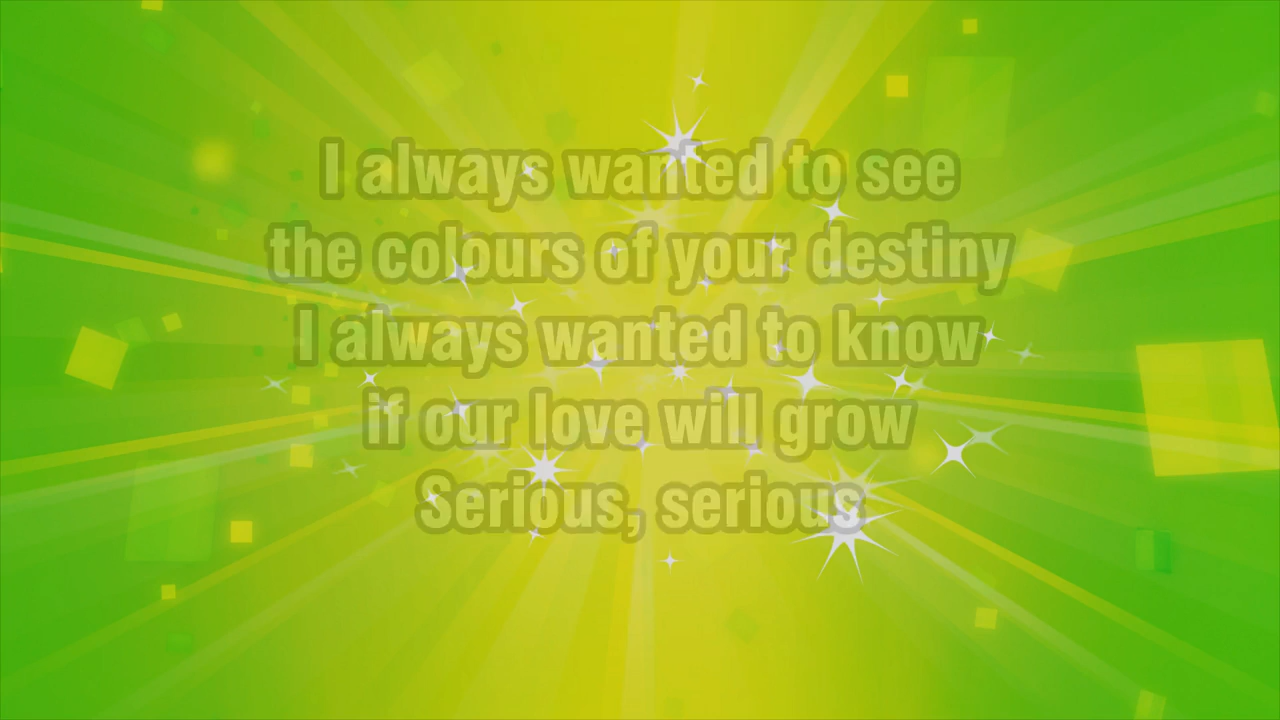 I always wanted to see
the colours of your destiny
I always wanted to know
if our love will grow
Serious, serious